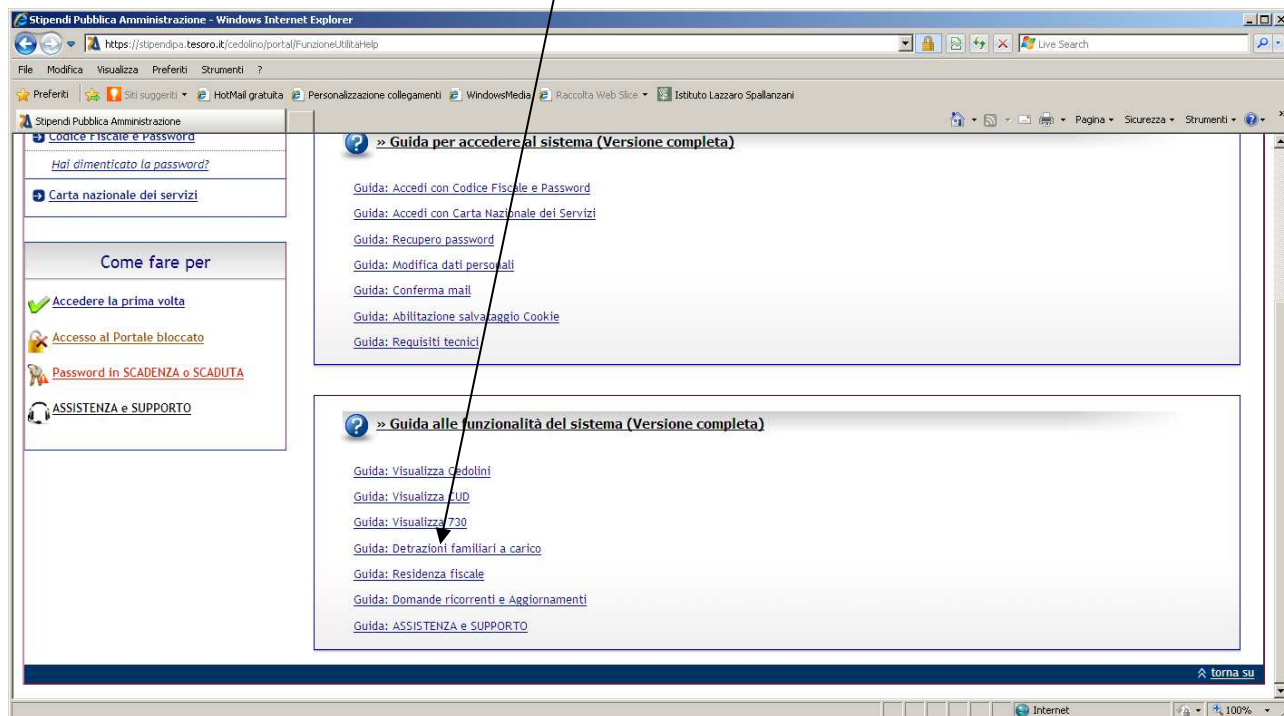 Stipendi Pubblica Amministrazione - Windows Internet Explorer
https://stipendipa.tesoro.it/cedolino/portal/FunzioneUtilitaHelp
Live Search
File Modifica Visualizza Preferiti Strumenti ?
Preferiti Siti suggeriti HotMail gratuita Personalizzazione collegamenti WindowsMedia Raccolta Web Slice Istituto Lazzaro Spallanzani
Stipendi Pubblica Amministrazione
Pagina Sicurezza Strumenti
Codice Fiscale e Password
Hai dimenticato la password?
Carta nazionale dei servizi
Come fare per
Accedere la prima volta
Accesso al Portale bloccato
Password in SCADENZA o SCADUTA
ASSISTENZA e SUPPORTO
» Guida per accedere al sistema (Versione completa)
Guida: Accedi con Codice Fiscale e Password
Guida: Accedi con Carta Nazionale dei Servizi
Guida: Recupero password
Guida: Modifica dati personali
Guida: Conferma mail
Guida: Abilitazione salvataggio Cookie
Guida: Requisiti tecnici
» Guida alle funzionalità del sistema (Versione completa)
Guida: Visualizza Cedolini
Guida: Visualizza CUD
Guida: Visualizza 730
Guida: Detrazioni familiari a carico
Guida: Residenza fiscale
Guida: Domande ricorrenti e Aggiornamenti
Guida: ASSISTENZA e SUPPORTO
torna su
Internet
100%